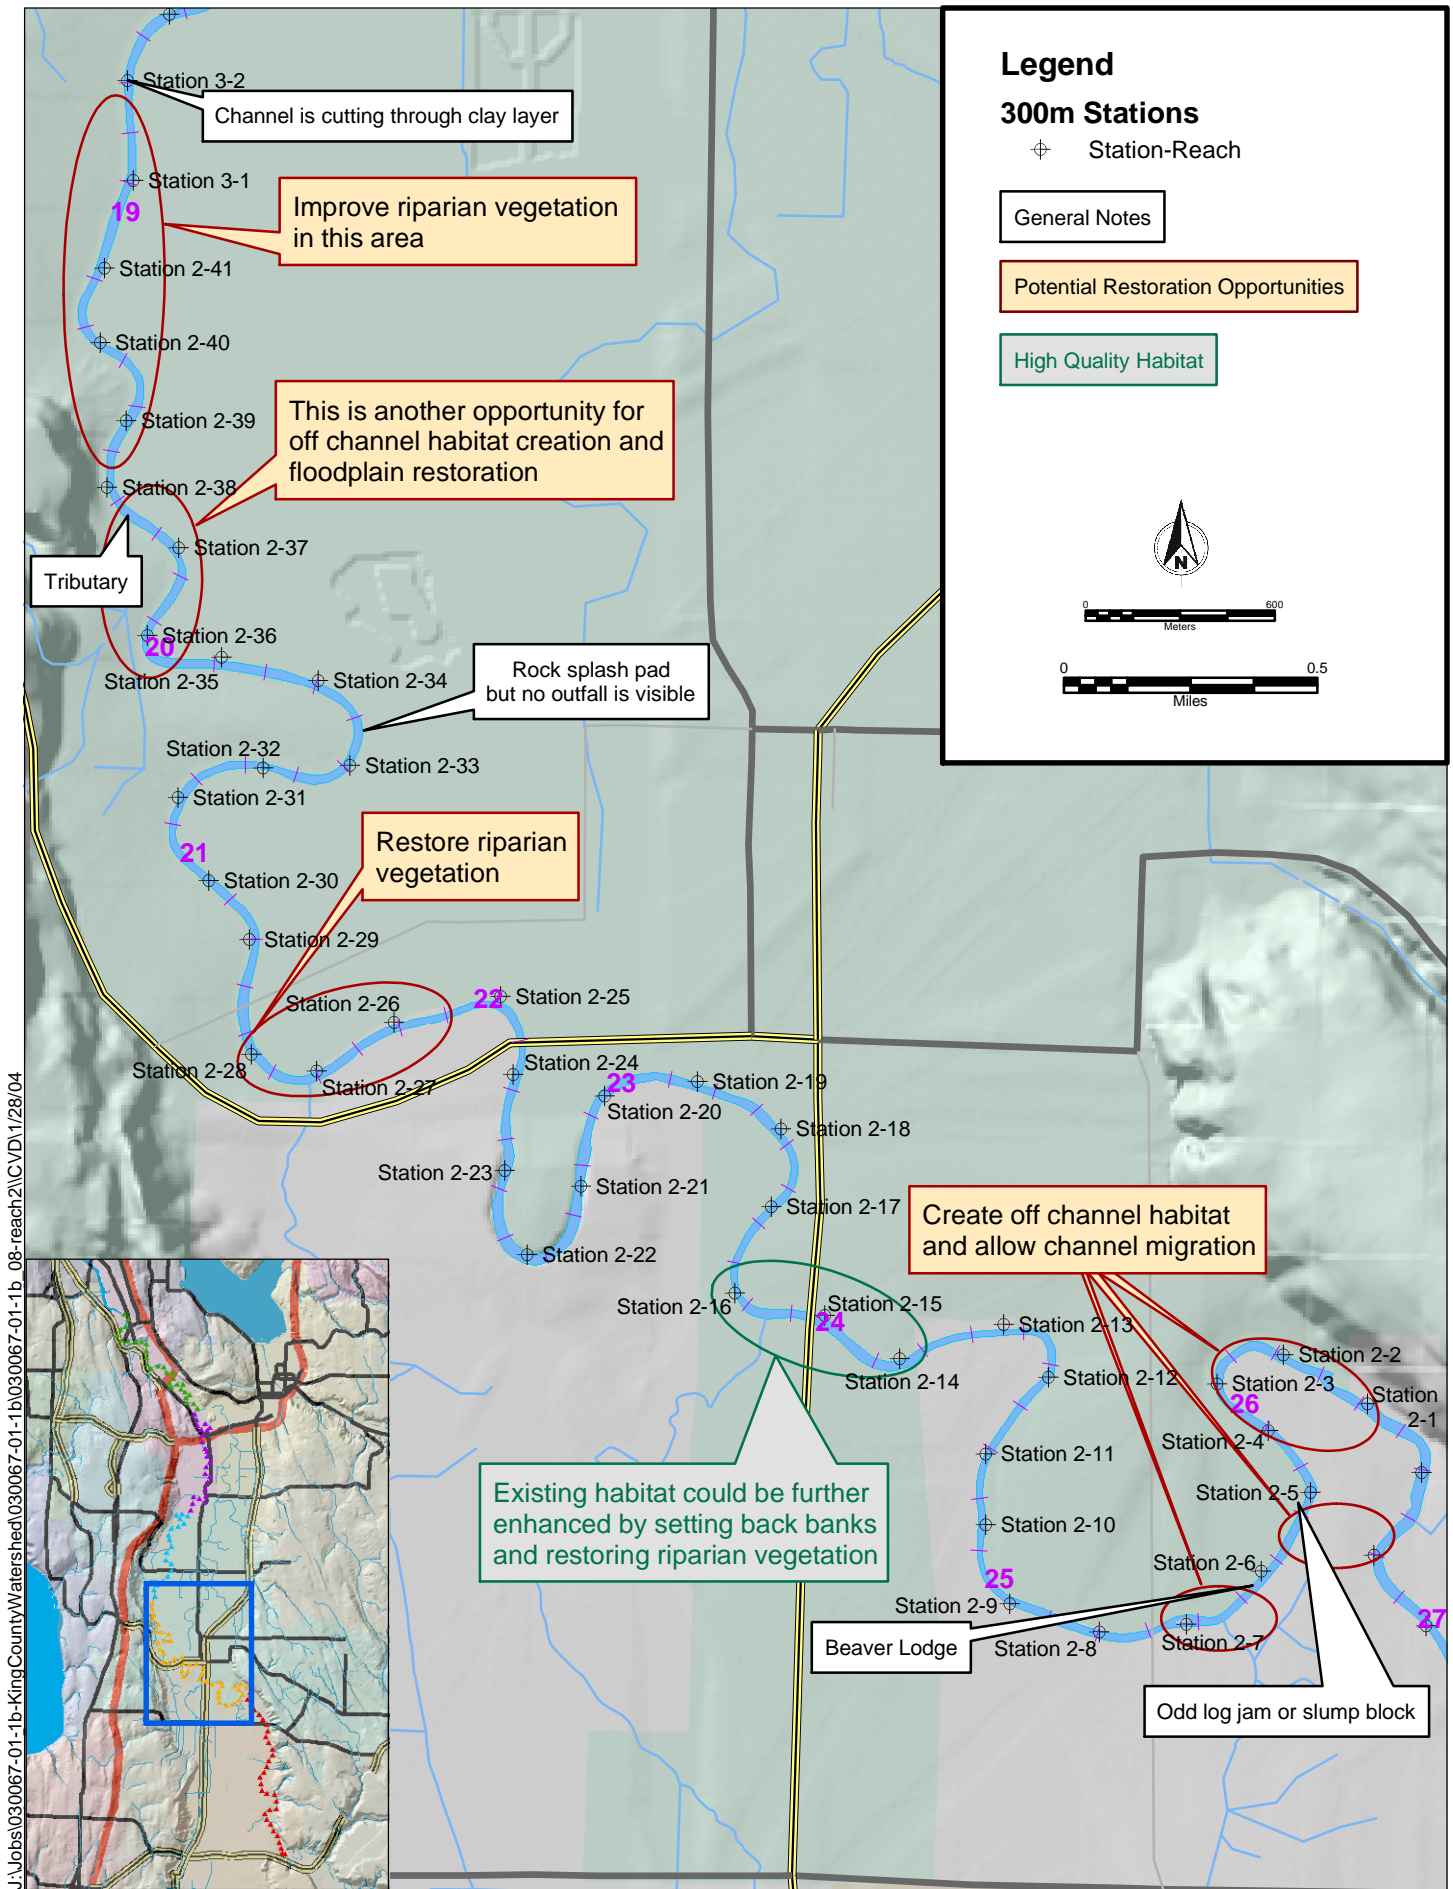 Legend
300m Stations
Station-Reach
General Notes
Potential Restoration Opportunities
High Quality Habitat
N
0 600
Meters
0 0.5
Miles
Station 3-2
Channel is cutting through clay layer
Station 3-1
19
Improve riparian vegetation
in this area
Station 2-41
Station 2-40
This is another opportunity for
off channel habitat creation and
floodplain restoration
Station 2-39
Station 2-38
Station 2-37
Tributary
Station 2-36
20
Station 2-35
Station 2-34
Rock splash pad
but no outfall is visible
Station 2-32
Station 2-33
Station 2-31
Restore riparian
vegetation
21
Station 2-30
Station 2-29
Station 2-26
22
Station 2-25
Station 2-28
Station 2-27
Station 2-24
23
Station 2-19
Station 2-20
Station 2-18
Station 2-23
Station 2-21
Station 2-17
Station 2-22
Create off channel habitat
and allow channel migration
Station 2-16
Station 2-15
24
Station 2-13
Station 2-14
Station 2-12
Station 2-2
Station 2-3
Station
2-1
26
Station 2-4
Station 2-11
Existing habitat could be further
enhanced by setting back banks
and restoring riparian vegetation
Station 2-5
Station 2-10
Station 2-6
25
Station 2-9
27
Beaver Lodge
Station 2-8
Station 2-7
Odd log jam or slump block
J:\Jobs\030067-01-1b-KingCountyWatershed\030067-01-1b\030067-01-1b_08-reach2\\CVD\1/28/04